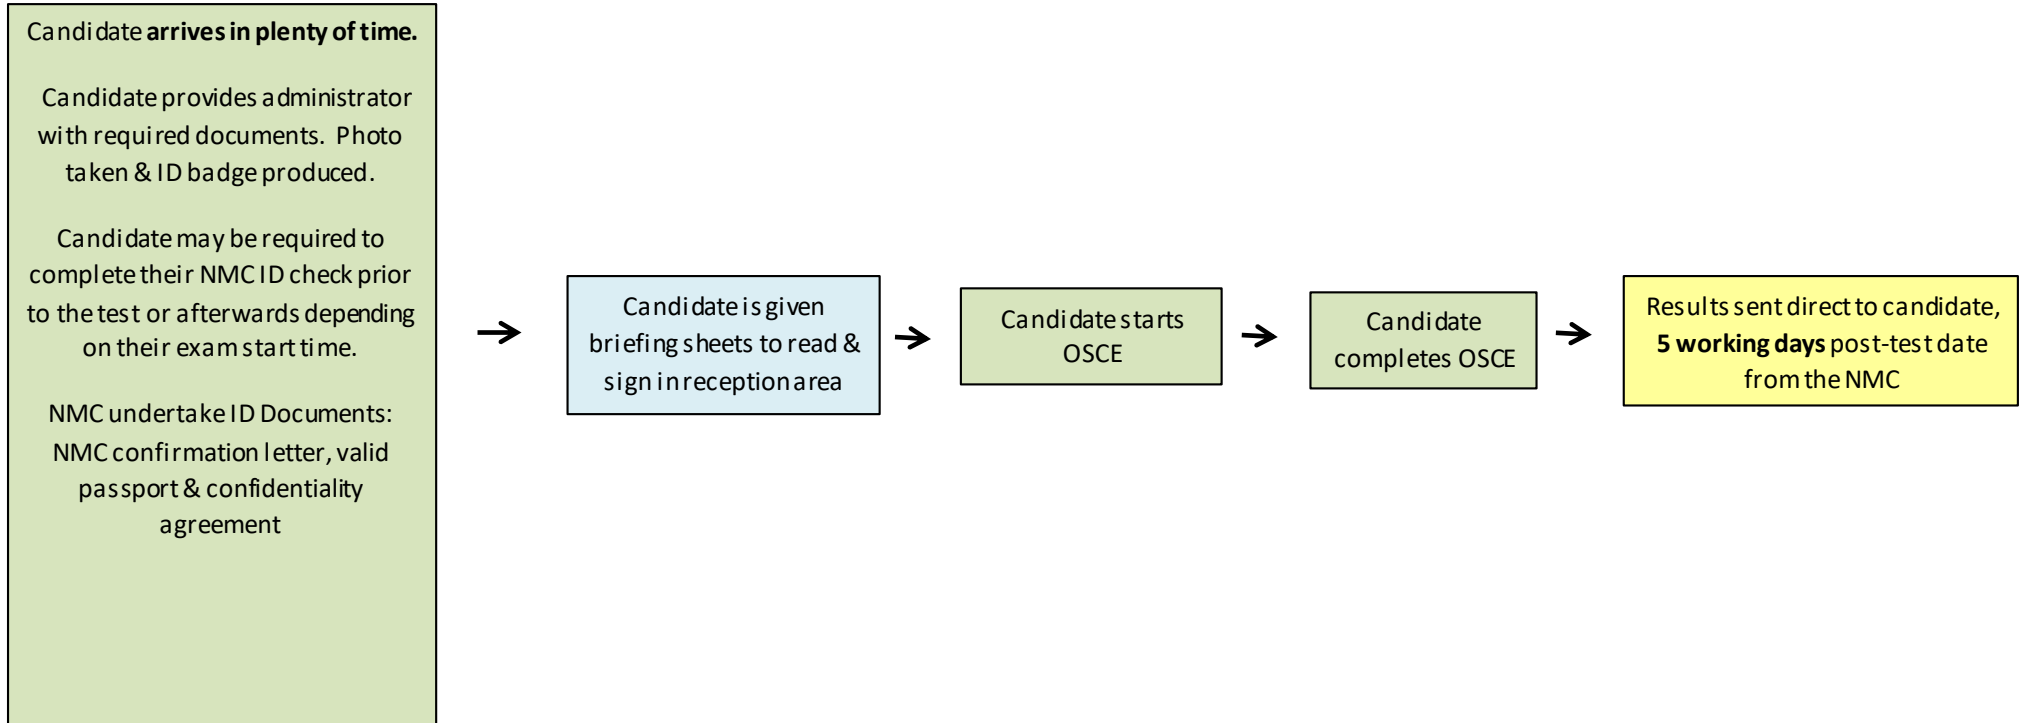 Candidate arrives in plenty of time.
Candidate provides administrator
with required documents. Photo
taken & ID badge produced.
Candidate may be required to
complete their NMC ID check prior
to the test or afterwards depending
on their exam start time.
NMC undertake ID Documents:
NMC confirmation letter, valid
passport & confidentiality
agreement
Candidate is given
briefing sheets to read &
sign in reception area
Candidate starts
OSCE
Candidate
completes OSCE
Results sent direct to candidate,
5 working days post-test date
from the NMC